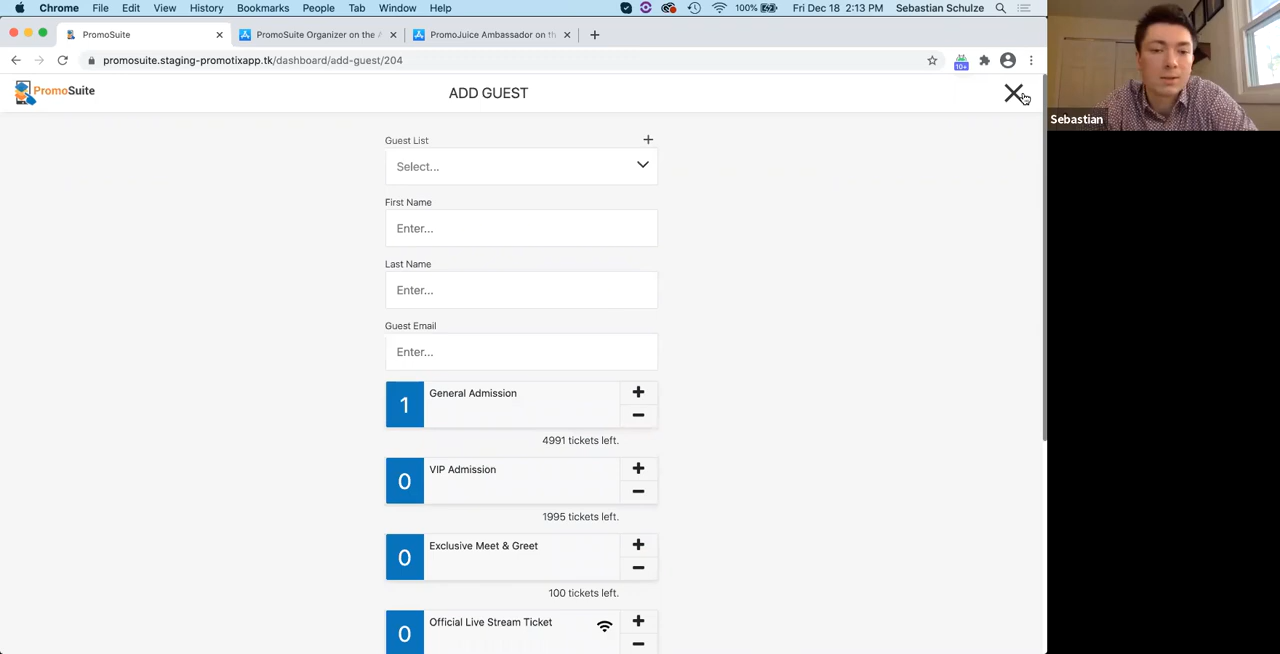 Chrome File Edit View History Bookmarks People Tab Window Help 100% Fri Dec 18 2:13 PM Sebastian Schulze
PromoSuite PromoSuite Organizer on the A PromoJuice Ambassador on th
promosuite.staging-promotixapp.tk/dashboard/add-guest/204 10+
PromoSuite ADD GUEST
Sebastian
Guest List
Select...
First Name
Enter...
Last Name
Enter...
Guest Email
Enter...
1 General Admission
4991 tickets left.
0 VIP Admission
1995 tickets left.
0 Exclusive Meet & Greet
100 tickets left.
0 Official Live Stream Ticket